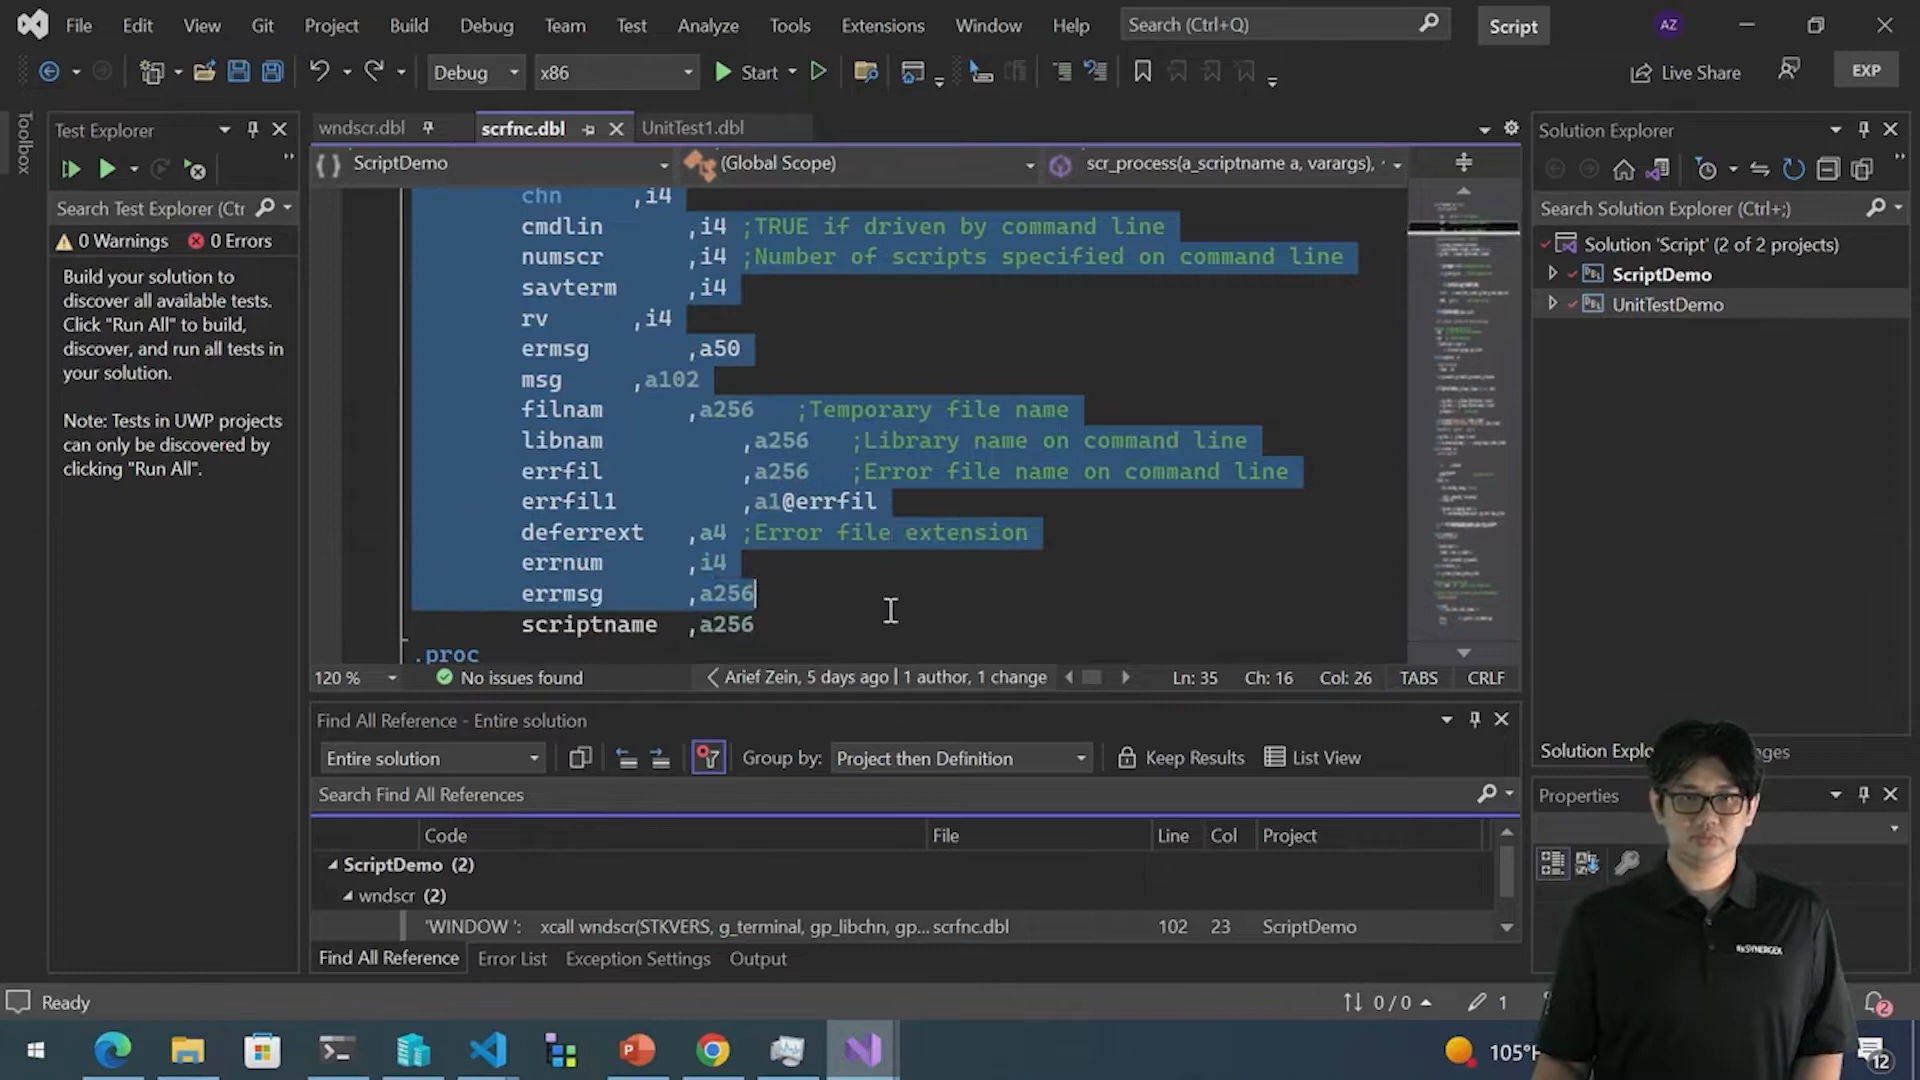 File Edit View Git Project Build Debug Team Test Analyze Tools Extensions Window Help Search (Ctrl+Q) Script AZ
Debug x86 Start Live Share EXP
Toolbox
Test Explorer
Search Test Explorer (Ctr
0 Warnings 0 Errors
Build your solution to
discover all available tests.
Click "Run All" to build,
discover, and run all tests in
your solution.
Note: Tests in UWP projects
can only be discovered by
clicking "Run All".
wndscr.dbl scrfnc.dbl UnitTest1.dbl
ScriptDemo (Global Scope) scr_process(a_scriptname a, varargs),
chn ,i4
cmdlin ,i4 ;TRUE if driven by command line
numscr ,i4 ;Number of scripts specified on command line
savterm ,i4
rv ,i4
ermsg ,a50
msg ,a102
filnam ,a256 ;Temporary file name
libnam ,a256 ;Library name on command line
errfil ,a256 ;Error file name on command line
errfil1 ,a1@errfil
deferrext ,a4 ;Error file extension
errnum ,i4
errmsg ,a256
scriptname ,a256
.proc
120 % No issues found Arief Zein, 5 days ago | 1 author, 1 change Ln: 35 Ch: 16 Col: 26 TABS CRLF
Find All Reference - Entire solution
Entire solution Group by: Project then Definition Keep Results List View
Search Find All References
Code File Line Col Project
ScriptDemo (2)
wndscr (2)
'WINDOW ': xcall wndscr(STKVERS, g_terminal, gp_libchn, gp... scrfnc.dbl 102 23 ScriptDemo
Find All Reference Error List Exception Settings Output
Solution Explorer
Search Solution Explorer (Ctrl+;)
Solution 'Script' (2 of 2 projects)
ScriptDemo
UnitTestDemo
Solution Explo
Properties
SYNERGEX
Ready 0 / 0 1 2
105°F 12